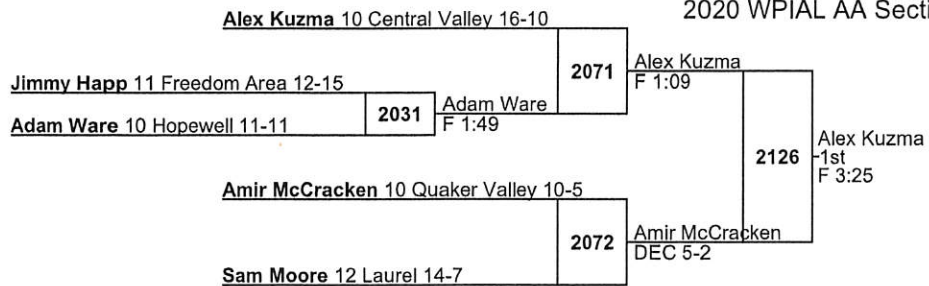 2020 WPIAL AA Secti
Alex Kuzma 10 Central Valley 16-10
2071
Alex Kuzma
F 1:09
Jimmy Happ 11 Freedom Area 12-15
2031
Adam Ware
F 1:49
Adam Ware 10 Hopewell 11-11
2126
Alex Kuzma
1st
F 3:25
Amir McCracken 10 Quaker Valley 10-5
2072
Amir McCracken
DEC 5-2
Sam Moore 12 Laurel 14-7